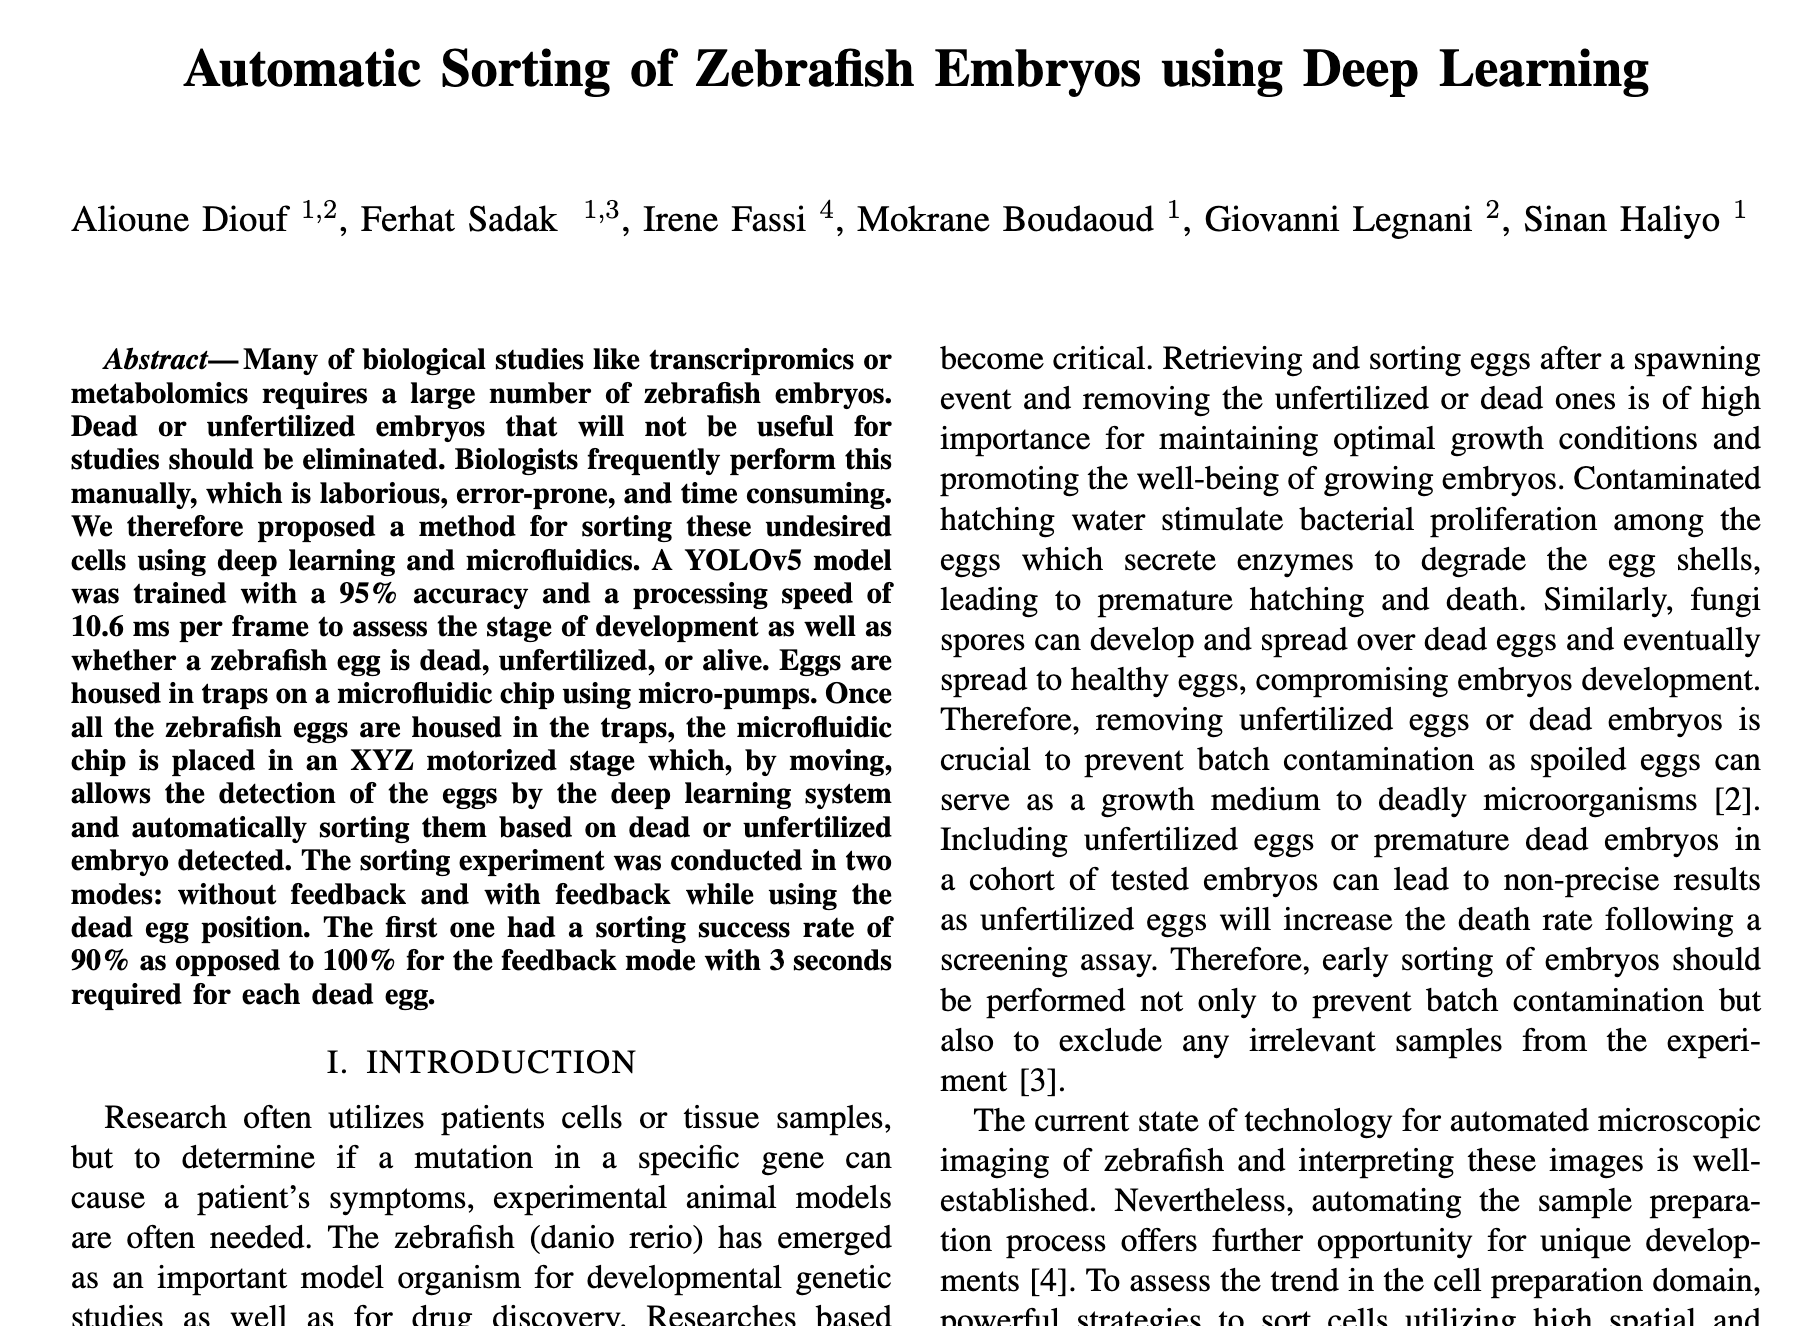 Automatic Sorting of Zebrafish Embryos using Deep Learning
Alioune Diouf 1,2, Ferhat Sadak 1,3, Irene Fassi 4, Mokrane Boudaoud 1, Giovanni Legnani 2, Sinan Haliyo 1
Abstract— Many of biological studies like transcripromics or
metabolomics requires a large number of zebrafish embryos.
Dead or unfertilized embryos that will not be useful for
studies should be eliminated. Biologists frequently perform this
manually, which is laborious, error-prone, and time consuming.
We therefore proposed a method for sorting these undesired
cells using deep learning and microfluidics. A YOLOv5 model
was trained with a 95% accuracy and a processing speed of
10.6 ms per frame to assess the stage of development as well as
whether a zebrafish egg is dead, unfertilized, or alive. Eggs are
housed in traps on a microfluidic chip using micro-pumps. Once
all the zebrafish eggs are housed in the traps, the microfluidic
chip is placed in an XYZ motorized stage which, by moving,
allows the detection of the eggs by the deep learning system
and automatically sorting them based on dead or unfertilized
embryo detected. The sorting experiment was conducted in two
modes: without feedback and with feedback while using the
dead egg position. The first one had a sorting success rate of
90% as opposed to 100% for the feedback mode with 3 seconds
required for each dead egg.
I. INTRODUCTION
Research often utilizes patients cells or tissue samples,
but to determine if a mutation in a specific gene can
cause a patient's symptoms, experimental animal models
are often needed. The zebrafish (danio rerio) has emerged
as an important model organism for developmental genetic
studies as well as for drug discovery. Researches based
become critical. Retrieving and sorting eggs after a spawning
event and removing the unfertilized or dead ones is of high
importance for maintaining optimal growth conditions and
promoting the well-being of growing embryos. Contaminated
hatching water stimulate bacterial proliferation among the
eggs which secrete enzymes to degrade the egg shells,
leading to premature hatching and death. Similarly, fungi
spores can develop and spread over dead eggs and eventually
spread to healthy eggs, compromising embryos development.
Therefore, removing unfertilized eggs or dead embryos is
crucial to prevent batch contamination as spoiled eggs can
serve as a growth medium to deadly microorganisms [2].
Including unfertilized eggs or premature dead embryos in
a cohort of tested embryos can lead to non-precise results
as unfertilized eggs will increase the death rate following a
screening assay. Therefore, early sorting of embryos should
be performed not only to prevent batch contamination but
also to exclude any irrelevant samples from the experi-
ment [3].
The current state of technology for automated microscopic
imaging of zebrafish and interpreting these images is well-
established. Nevertheless, automating the sample prepara-
tion process offers further opportunity for unique develop-
ments [4]. To assess the trend in the cell preparation domain,
powerful strategies to sort cells utilizing high spatial and